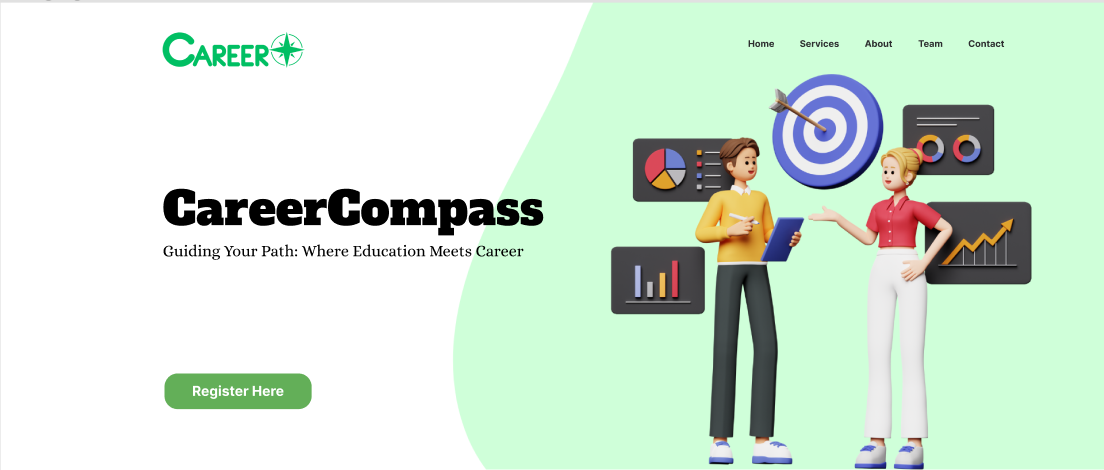 CAREER
Home Services About Team Contact
CareerCompass
Guiding Your Path: Where Education Meets Career
Register Here